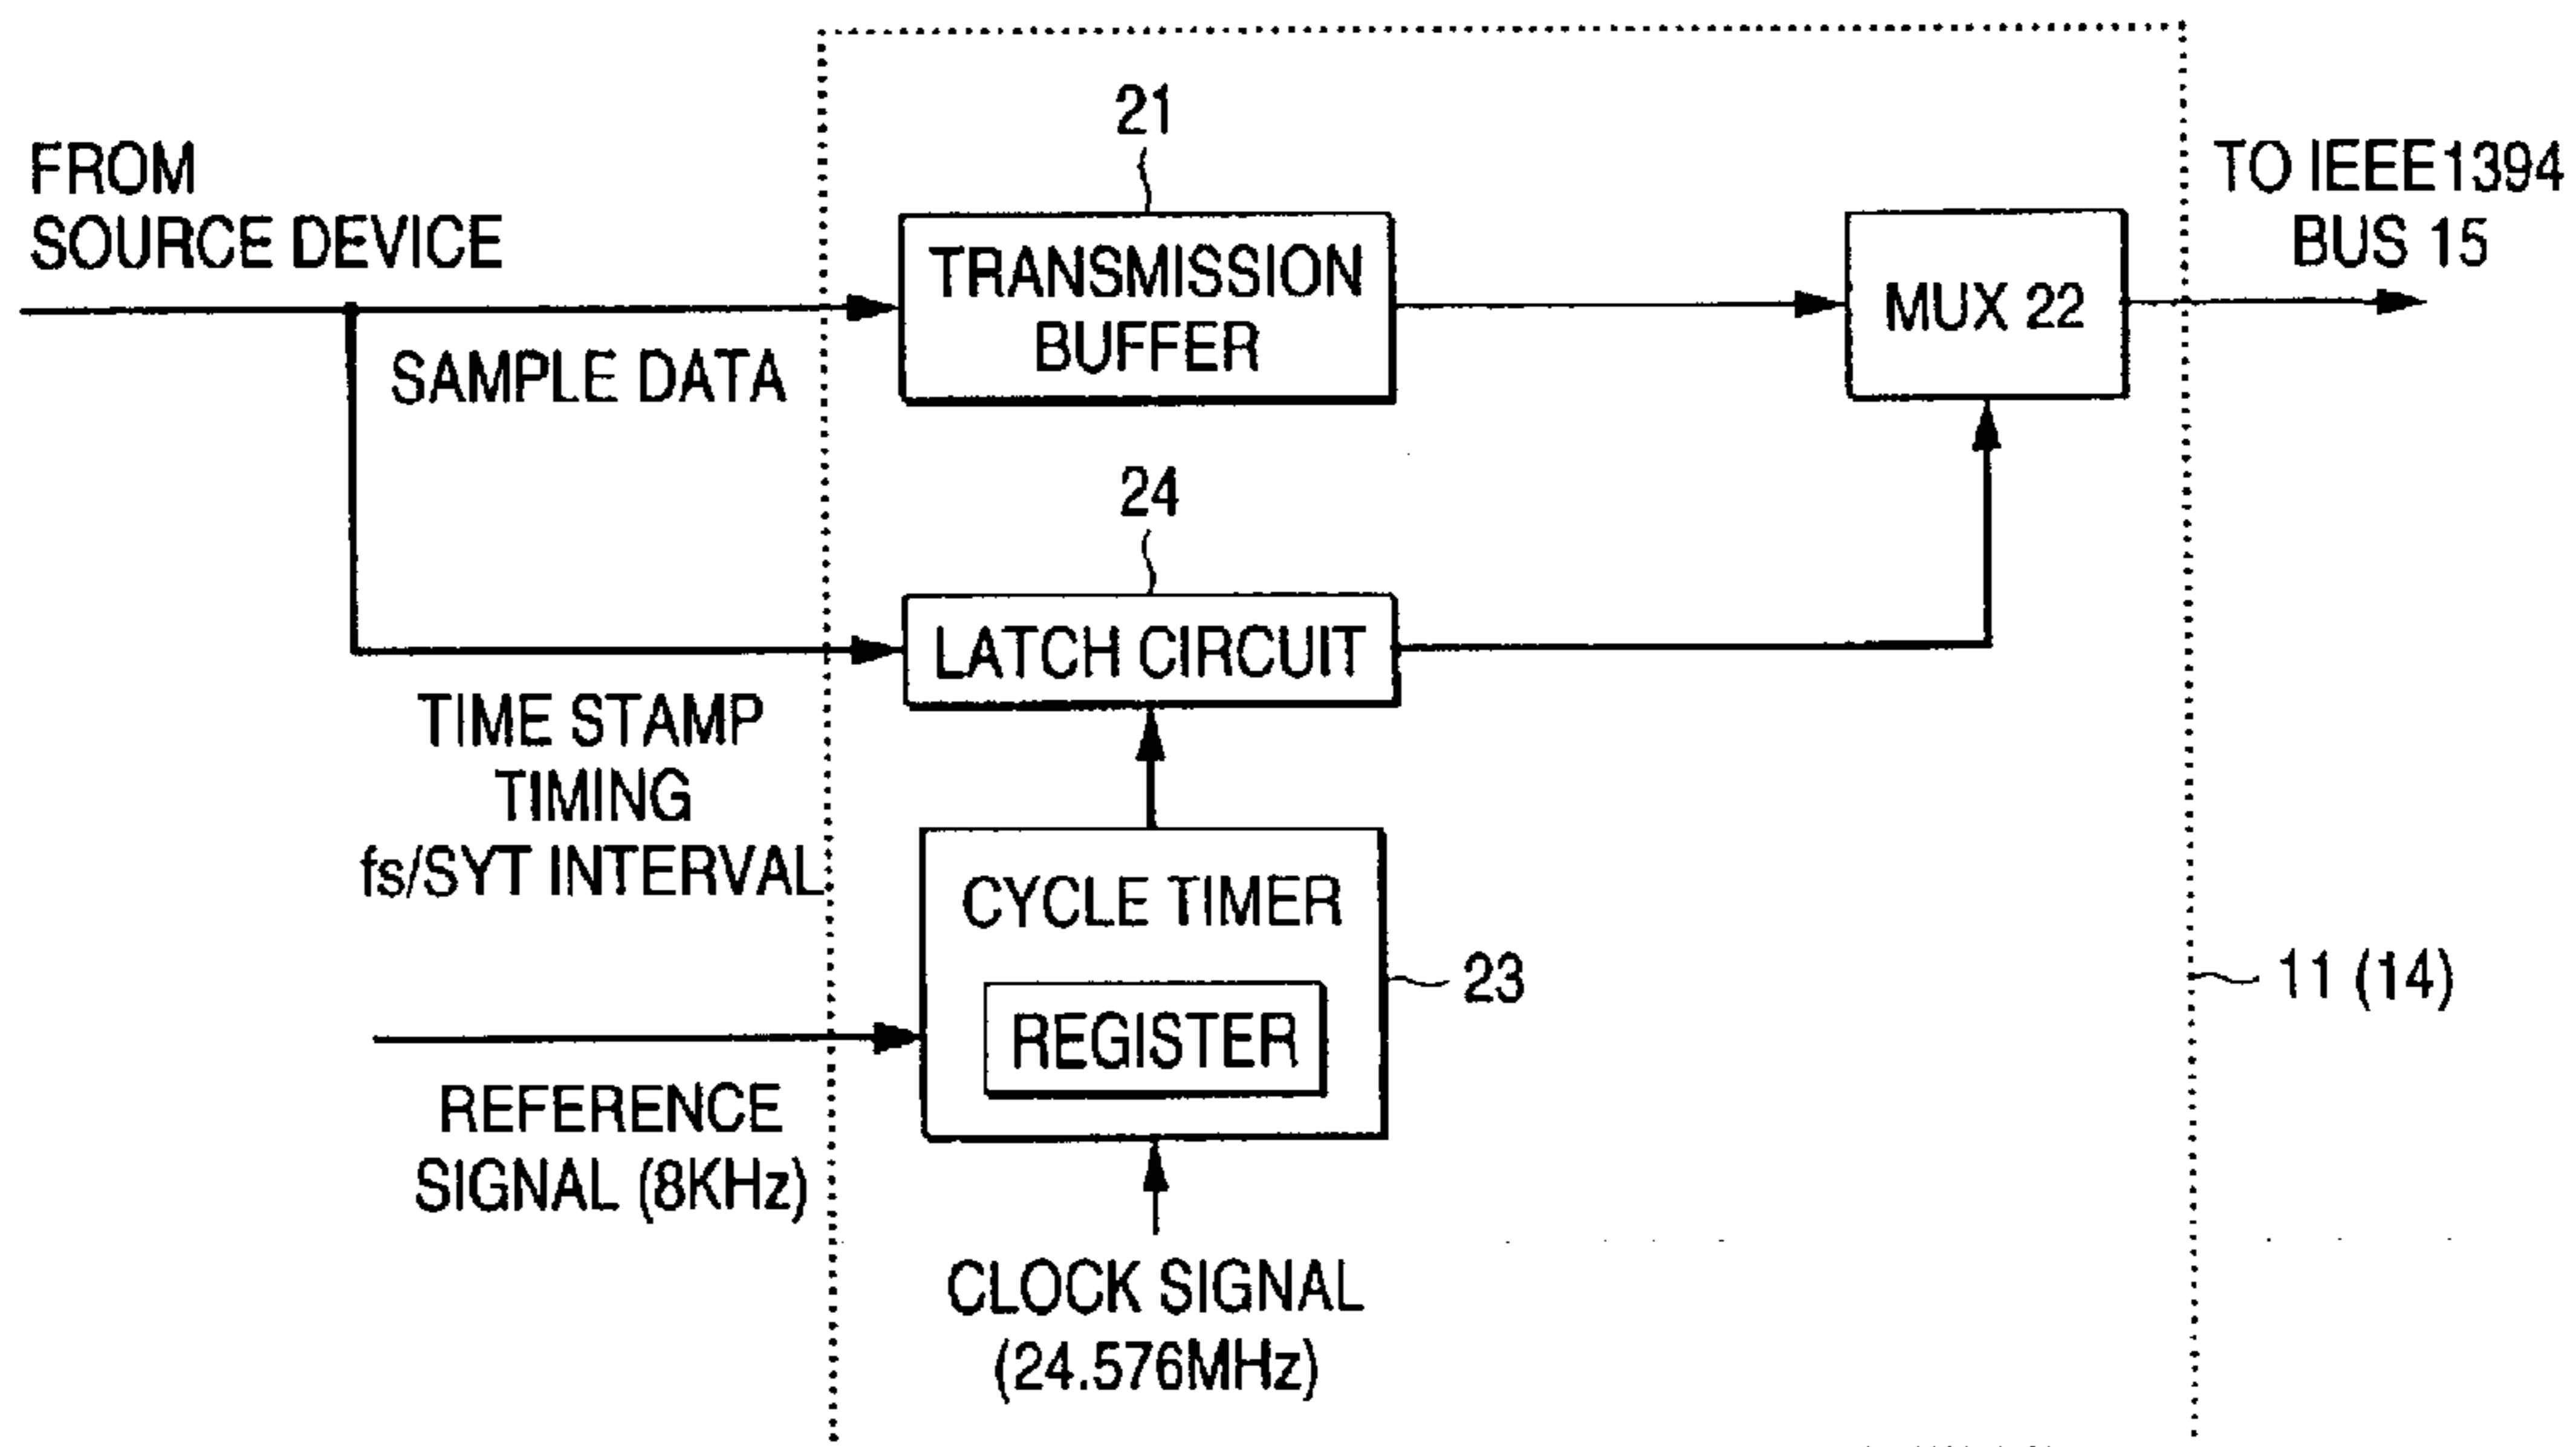 21
FROM
SOURCE DEVICE
TO IEEE1394
BUS 15
TRANSMISSION
BUFFER
MUX 22
SAMPLE DATA
24
LATCH CIRCUIT
TIME STAMP
TIMING
fs/SYT INTERVAL
CYCLE TIMER
REGISTER
23
11 (14)
REFERENCE
SIGNAL (8KHz)
CLOCK SIGNAL
(24.576MHz)